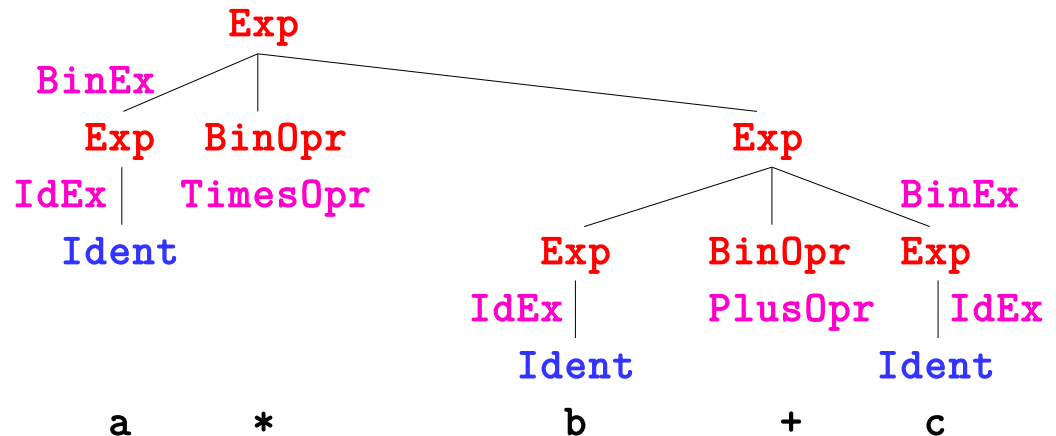 Exp
BinEx
Exp BinOpr Exp
IdEx TimesOpr BinEx
Ident Exp BinOpr Exp
IdEx PlusOpr IdEx
Ident Ident
a * b + c